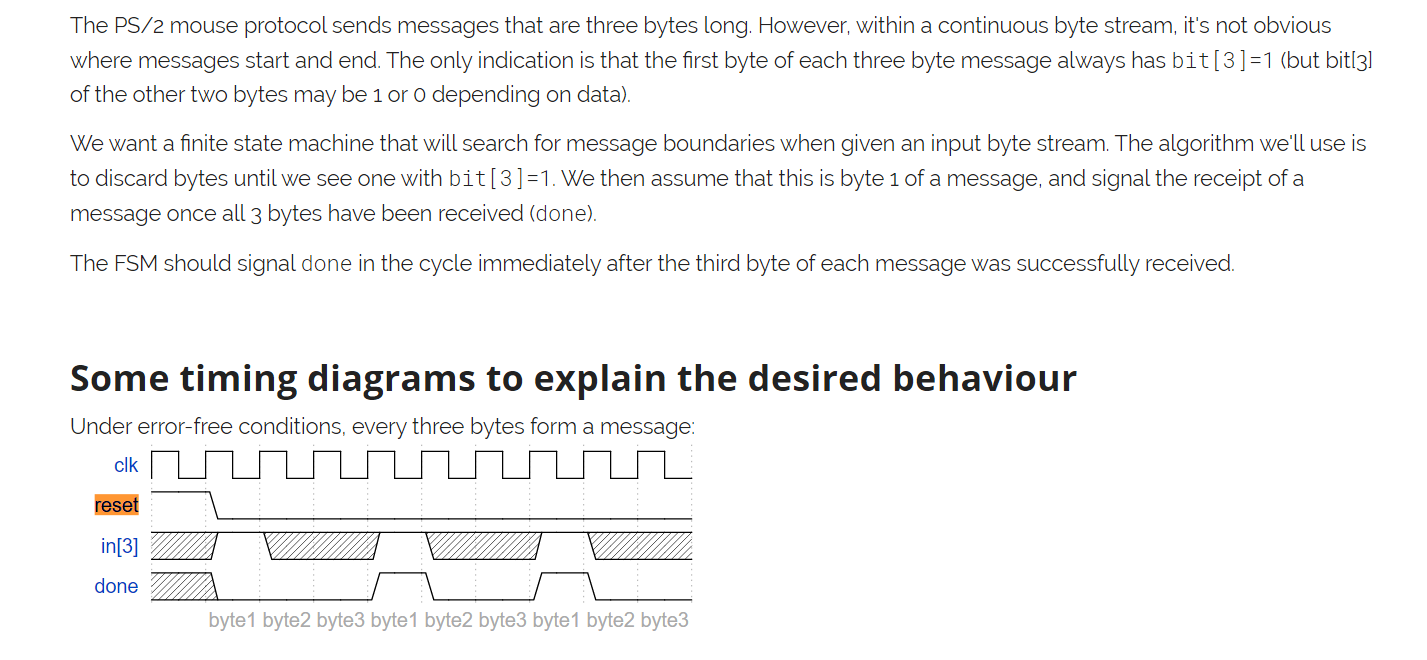 The PS/2 mouse protocol sends messages that are three bytes long. However, within a continuous byte stream, it's not obvious
where messages start and end. The only indication is that the first byte of each three byte message always has bit[3]=1 (but bit[3]
of the other two bytes may be 1 or 0 depending on data).
We want a finite state machine that will search for message boundaries when given an input byte stream. The algorithm we'll use is
to discard bytes until we see one with bit[3]=1. We then assume that this is byte 1 of a message, and signal the receipt of a
message once all 3 bytes have been received (done).
The FSM should signal done in the cycle immediately after the third byte of each message was successfully received.
Some timing diagrams to explain the desired behaviour
Under error-free conditions, every three bytes form a message:
clk
reset
in[3]
done
byte1 byte2 byte3 byte1 byte2 byte3 byte1 byte2 byte3